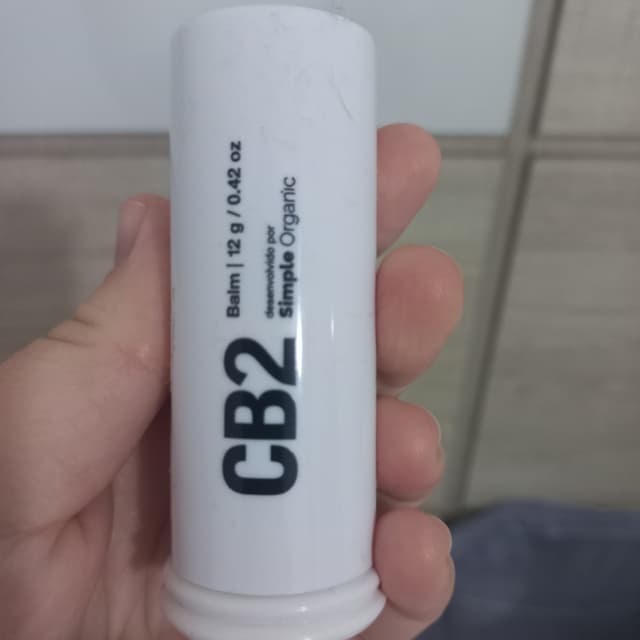 CB2
Balm | 12 g / 0.42 oz
desenvolvido por
Simple Organic